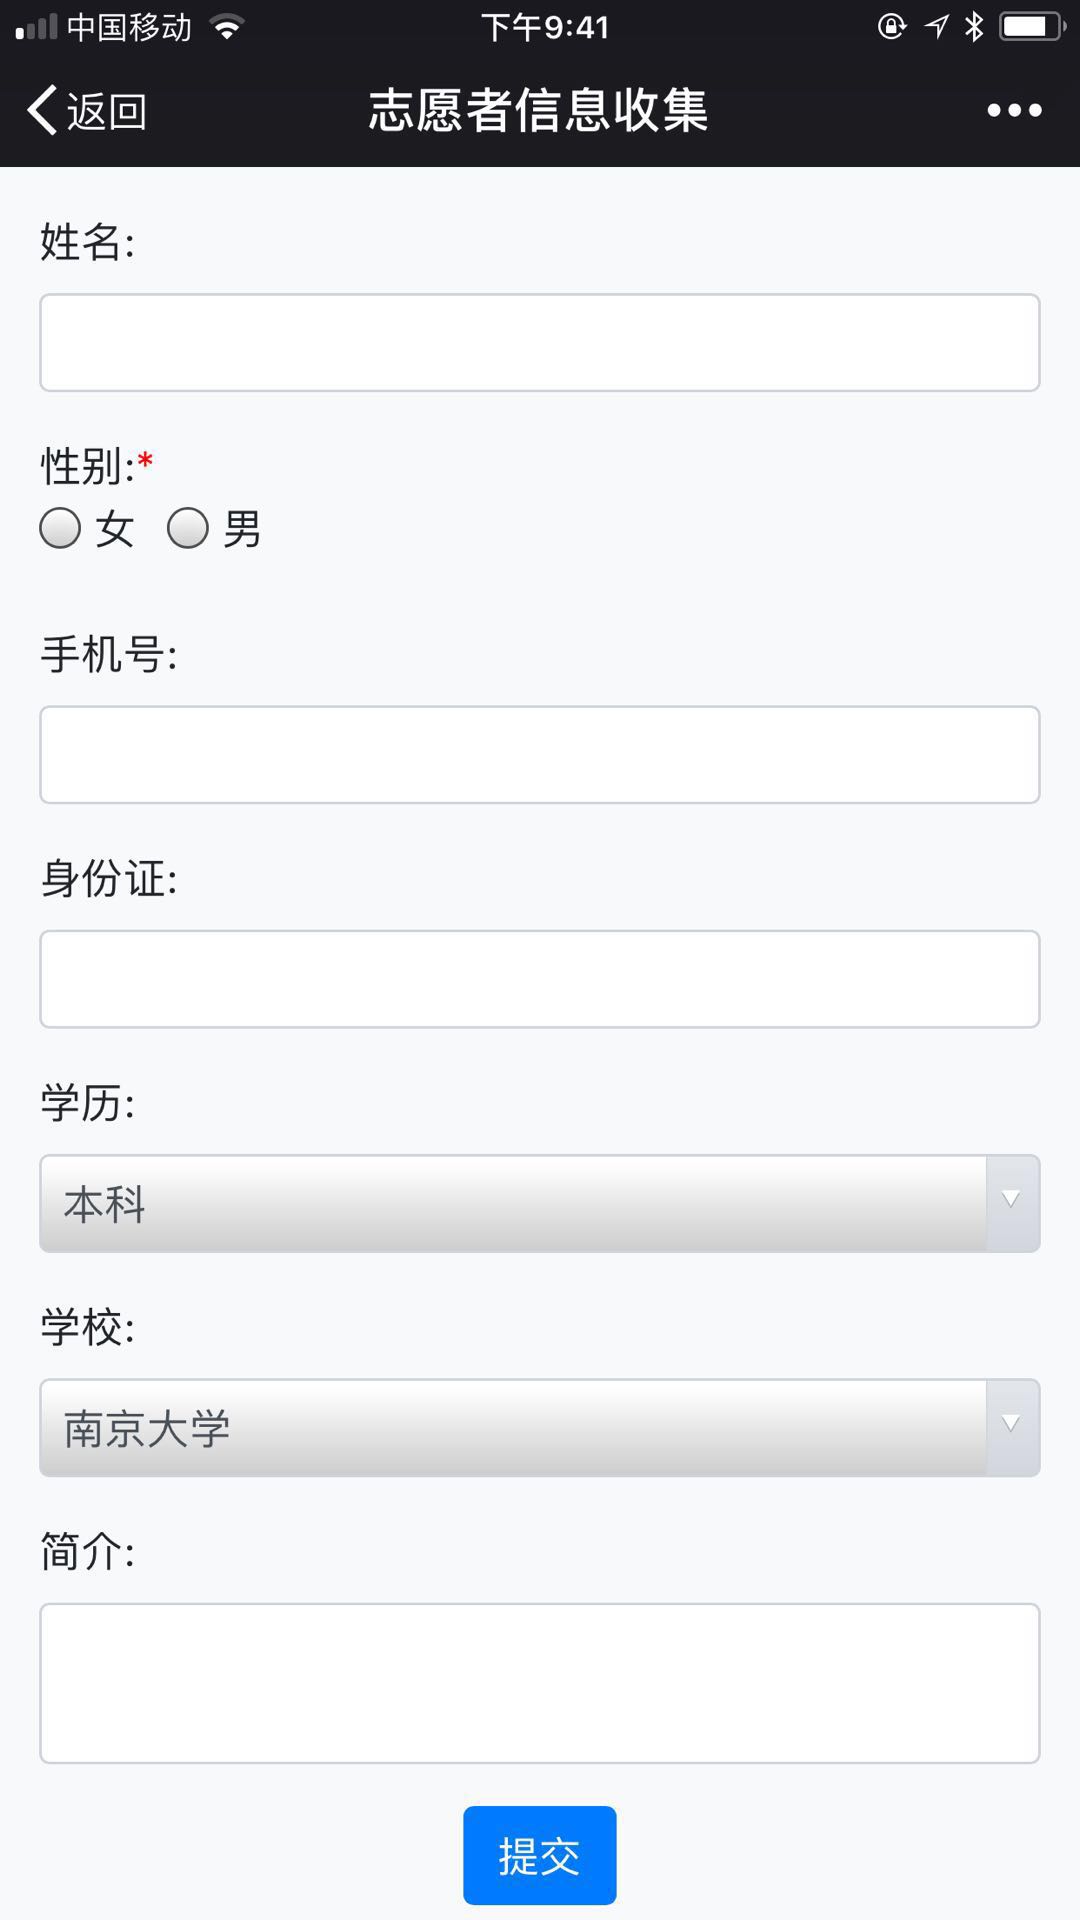 中国移动 下午9:41
返回 志愿者信息收集
姓名:
性别:*
女 男
手机号:
身份证:
学历:
本科
学校:
南京大学
简介:
提交